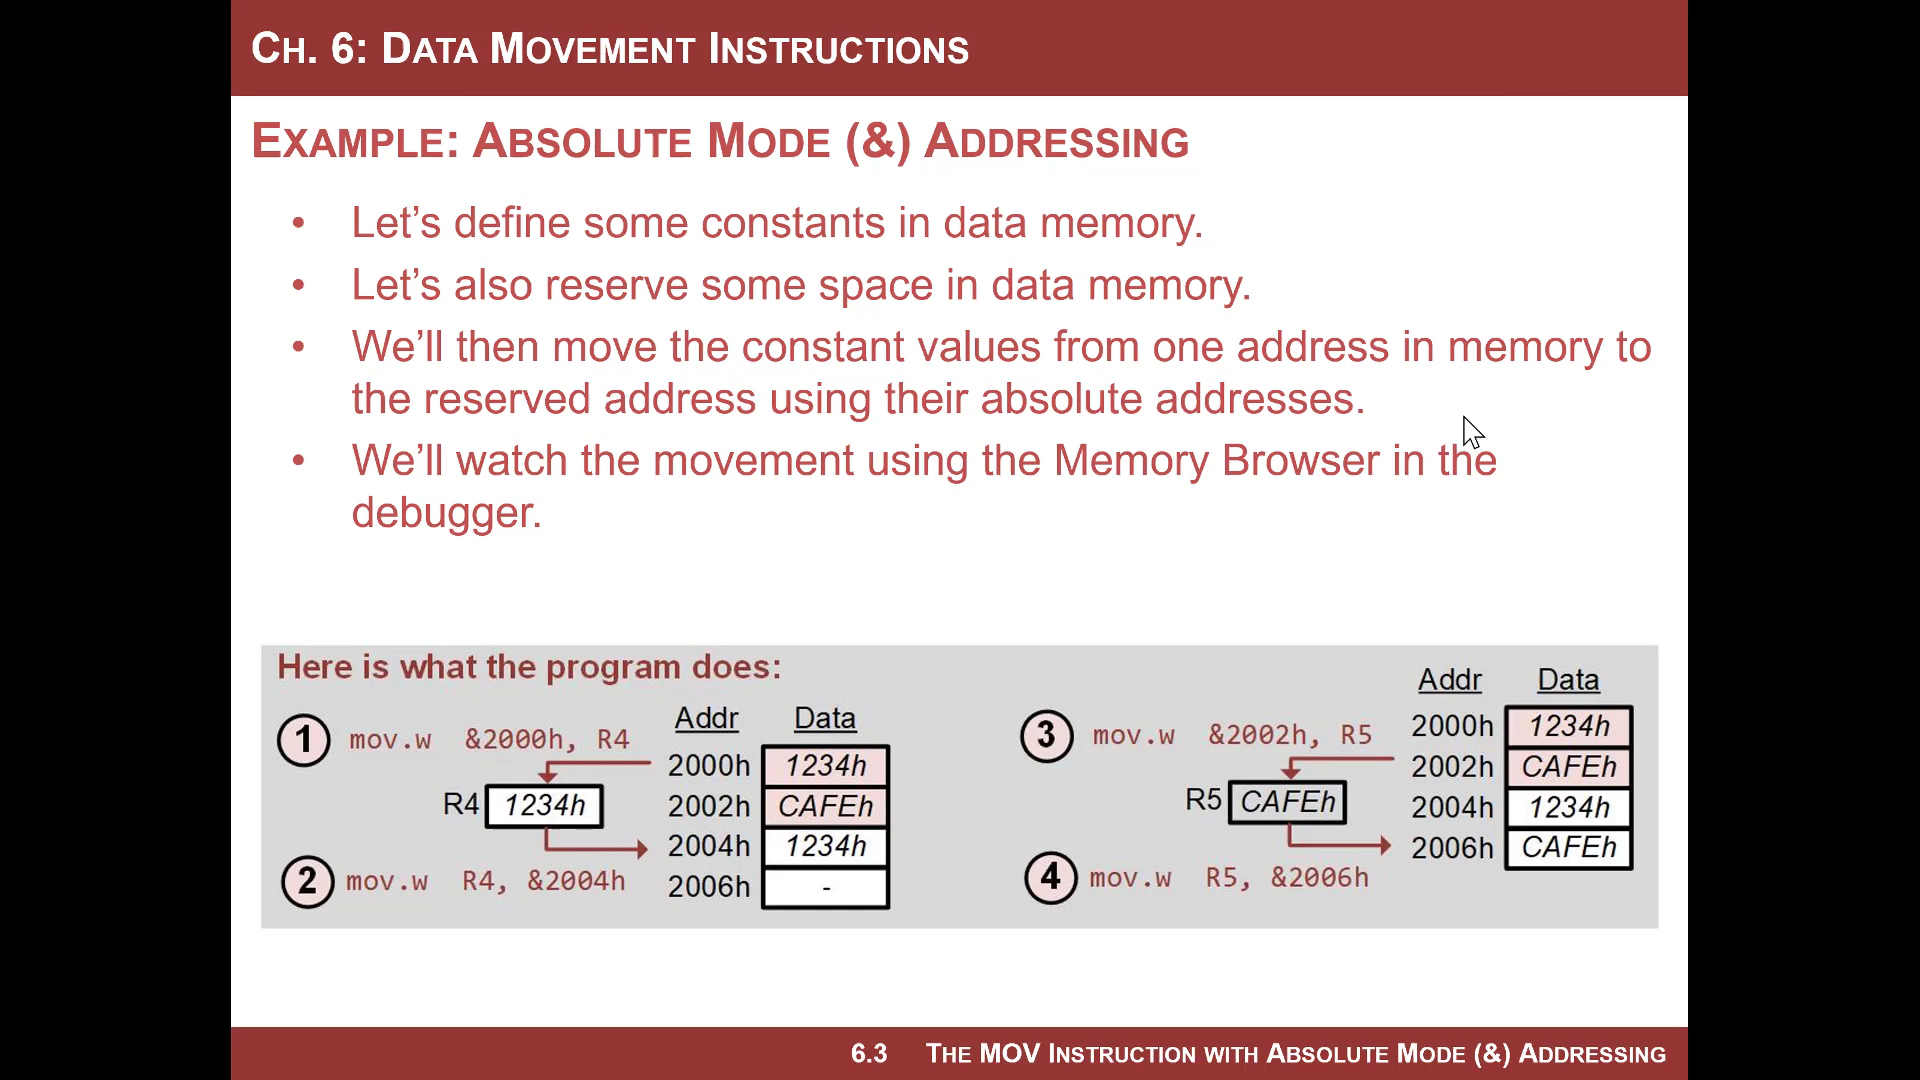 CH. 6: DATA MOVEMENT INSTRUCTIONS
EXAMPLE: ABSOLUTE MODE (&) ADDRESSING
• Let’s define some constants in data memory.
• Let’s also reserve some space in data memory.
• We’ll then move the constant values from one address in memory to
the reserved address using their absolute addresses.
• We’ll watch the movement using the Memory Browser in the
debugger.
Here is what the program does:
Addr Data
1 mov.w &2000h, R4
2000h 1234h
R4 1234h
2002h CAFEh
2004h 1234h
2 mov.w R4, &2004h
2006h -
Addr Data
2000h 1234h
3 mov.w &2002h, R5
2002h CAFEh
R5 CAFEh
2004h 1234h
2006h CAFEh
4 mov.w R5, &2006h
6.3 THE MOV INSTRUCTION WITH ABSOLUTE MODE (&) ADDRESSING